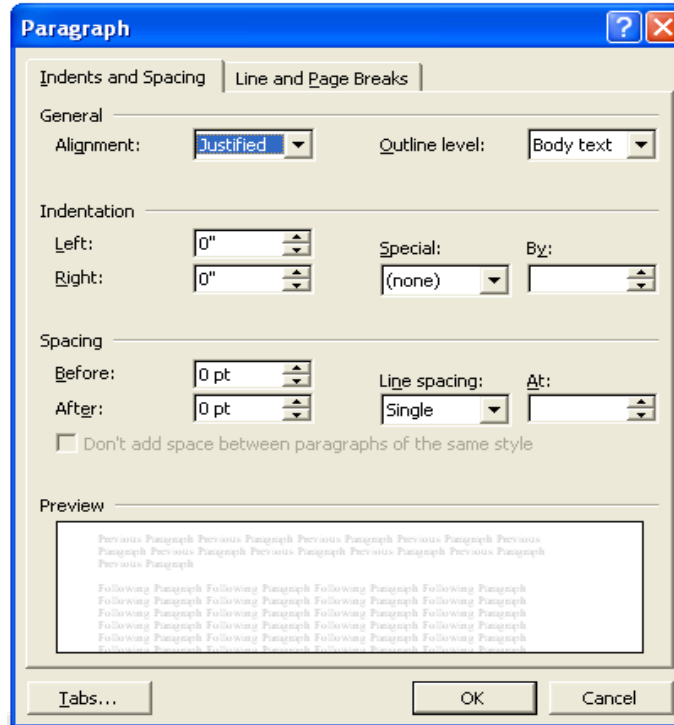 Paragraph
Indents and Spacing Line and Page Breaks
General
Alignment: Justified Outline level: Body text
Indentation
Left: 0"
Special: By:
Right: 0" (none)
Spacing
Before: 0 pt
Line spacing: At:
After: 0 pt Single
Don't add space between paragraphs of the same style
Preview
Previous Paragraph Previous Paragraph Previous Paragraph Previous Paragraph Previous
Paragraph Previous Paragraph Previous Paragraph Previous Paragraph Previous Paragraph
Previous Paragraph
Following Paragraph Following Paragraph Following Paragraph Following Paragraph
Following Paragraph Following Paragraph Following Paragraph Following Paragraph
Following Paragraph Following Paragraph Following Paragraph Following Paragraph
Following Paragraph Following Paragraph Following Paragraph Following Paragraph
Following Paragraph Following Paragraph Following Paragraph Following Paragraph
Following Paragraph Following Paragraph Following Paragraph Following Paragraph
Tabs... OK Cancel